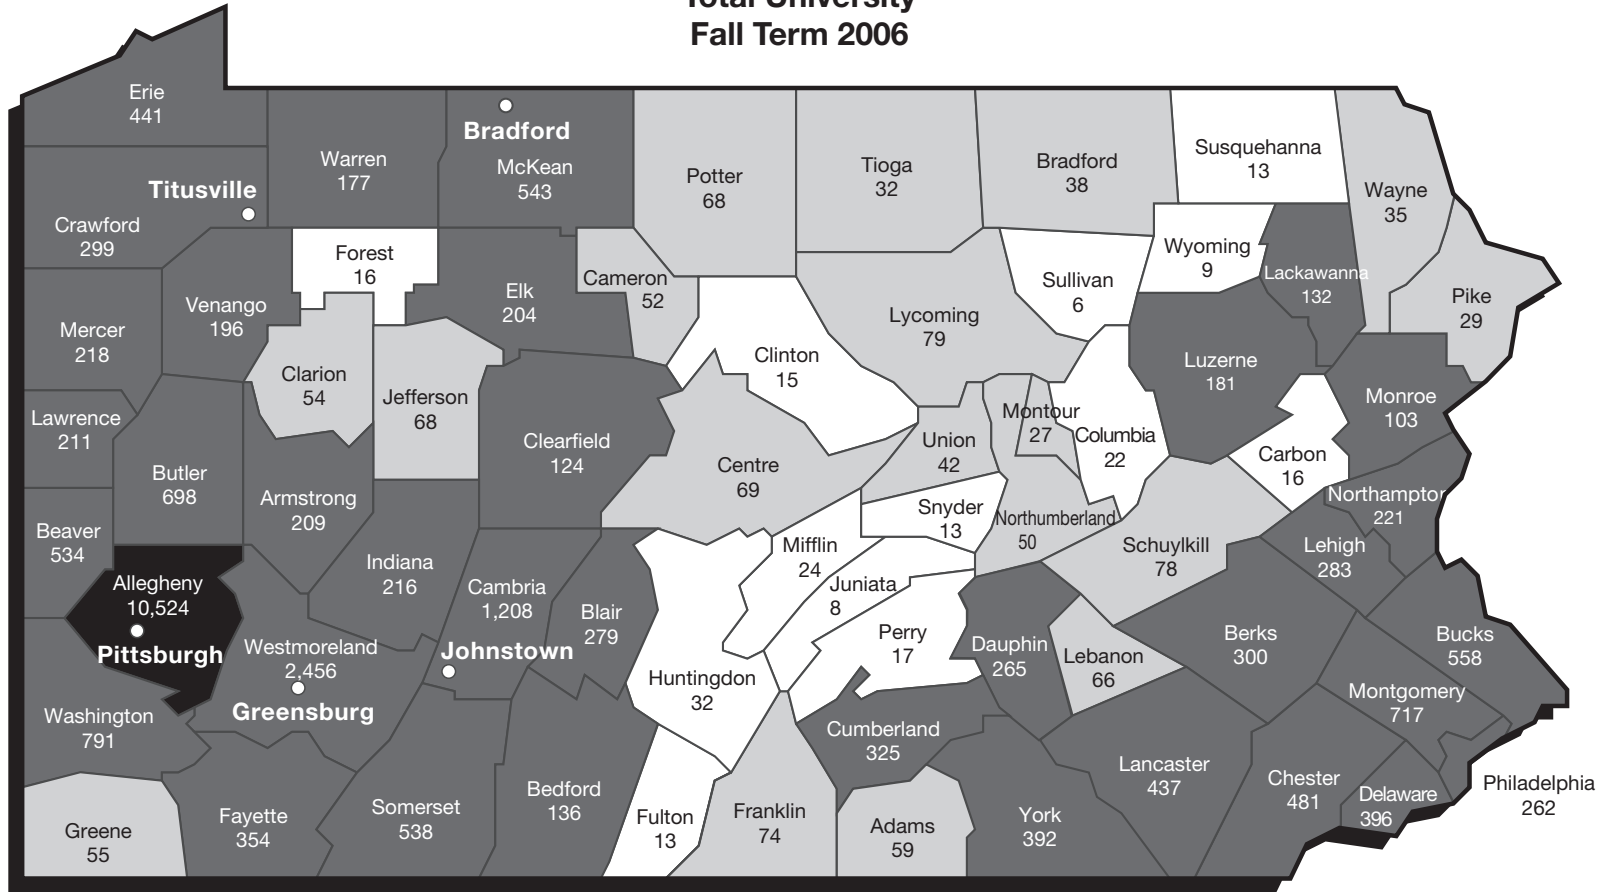 Total University
Fall Term 2006
Erie
441
Bradford
Warren
177
McKean
543
Potter
68
Tioga
32
Bradford
38
Susquehanna
13
Wayne
35
Titusville
Crawford
299
Forest
16
Venango
196
Elk
204
Cameron
52
Sullivan
6
Wyoming
9
Lackawanna
132
Pike
29
Mercer
218
Clarion
54
Jefferson
68
Clinton
15
Lycoming
79
Luzerne
181
Monroe
103
Lawrence
211
Butler
698
Armstrong
209
Clearfield
124
Centre
69
Union
42
Montour
27
Columbia
22
Carbon
16
Northampton
221
Beaver
534
Snyder
13
Northumberland
50
Schuylkill
78
Lehigh
283
Allegheny
10,524
Pittsburgh
Indiana
216
Cambria
1,208
Blair
279
Mifflin
24
Juniata
8
Perry
17
Dauphin
265
Lebanon
66
Berks
300
Bucks
558
Westmoreland
2,456
Greensburg
Johnstown
Huntingdon
32
Montgomery
717
Washington
791
Cumberland
325
Lancaster
437
Chester
481
Delaware
396
Philadelphia
262
Greene
55
Fayette
354
Somerset
538
Bedford
136
Fulton
13
Franklin
74
Adams
59
York
392